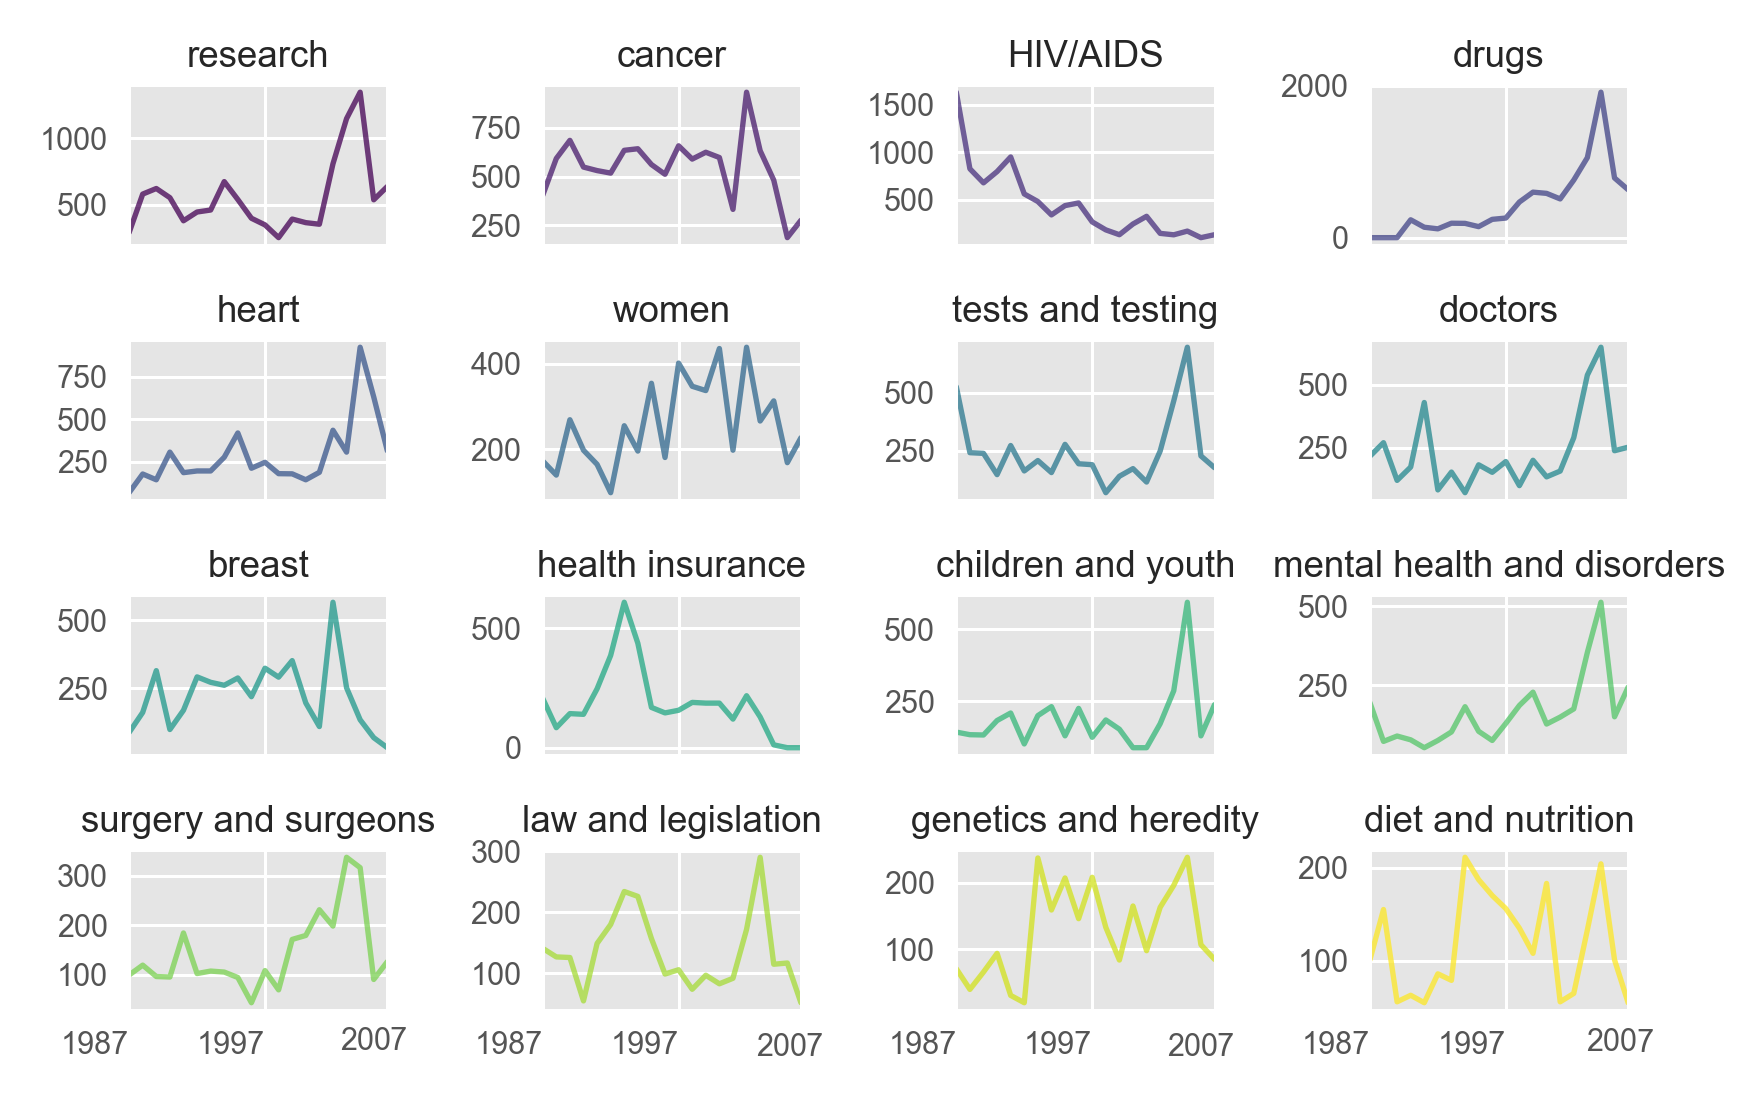 research
cancer
HIV/AIDS
drugs
1000
500
750
500
250
1500
1000
500
2000
0
heart
women
tests and testing
doctors
750
500
250
400
200
500
250
500
250
breast
health insurance
children and youth
mental health and disorders
500
250
500
0
500
250
500
250
surgery and surgeons
law and legislation
genetics and heredity
diet and nutrition
300
200
100
300
200
100
200
100
200
100
1987 1997 2007
1987 1997 2007
1987 1997 2007
1987 1997 2007